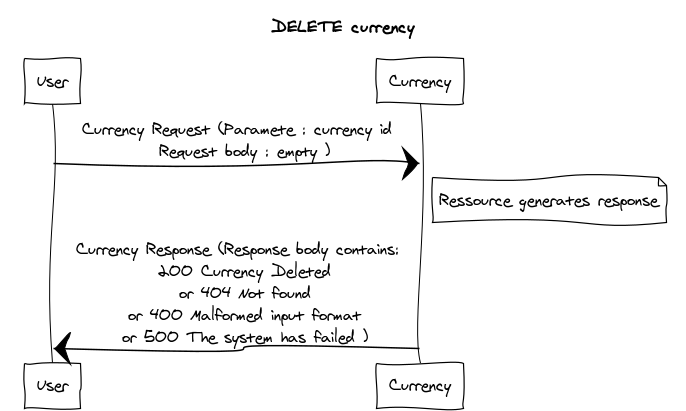 DELETE currency
User
Currency
Currency Request (Paramete : currency id
Request body : empty )
Ressource generates response
Currency Response (Response body contains:
200 Currency Deleted
or 404 Not found
or 400 Malformed input format
or 500 The system has failed )
User
Currency